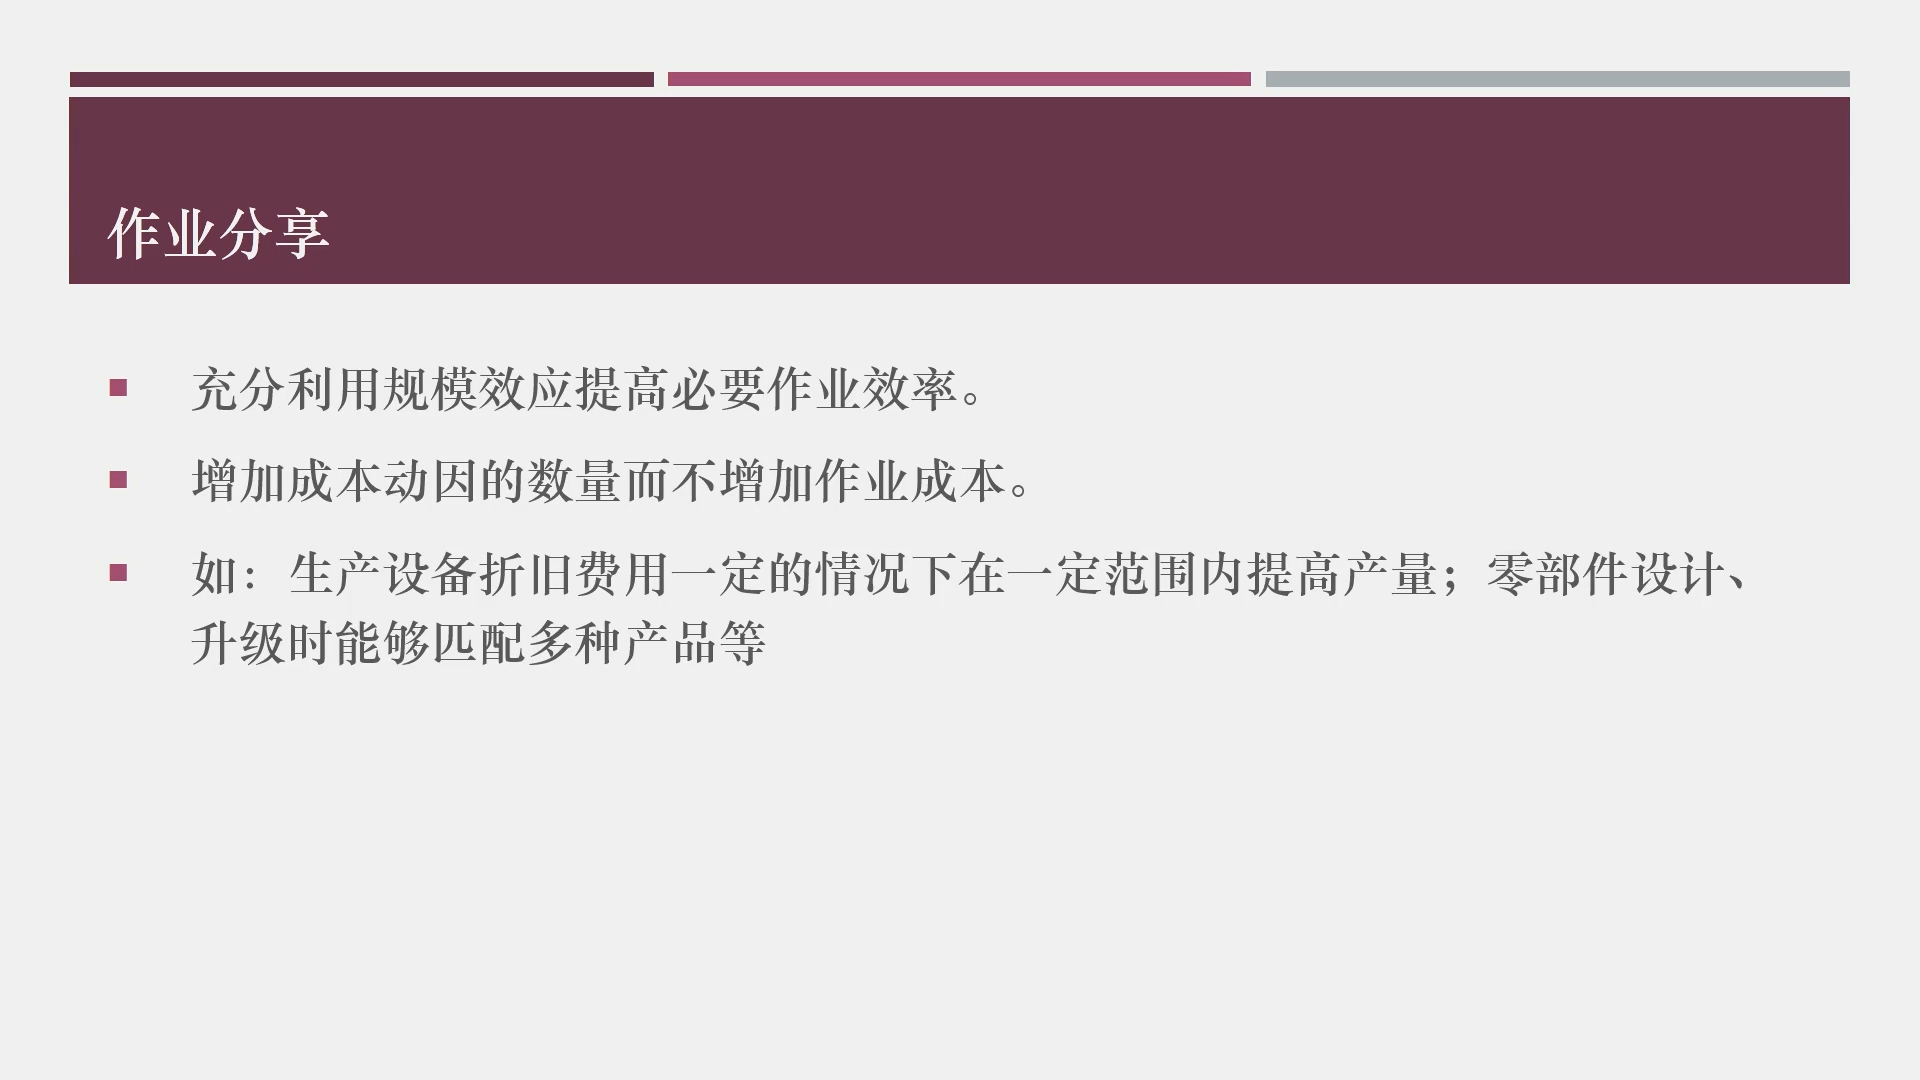 作业分享
充分利用规模效应提高必要作业效率。
增加成本动因的数量而不增加作业成本。
如：生产设备折旧费用一定的情况下在一定范围内提高产量；零部件设计、
升级时能够匹配多种产品等